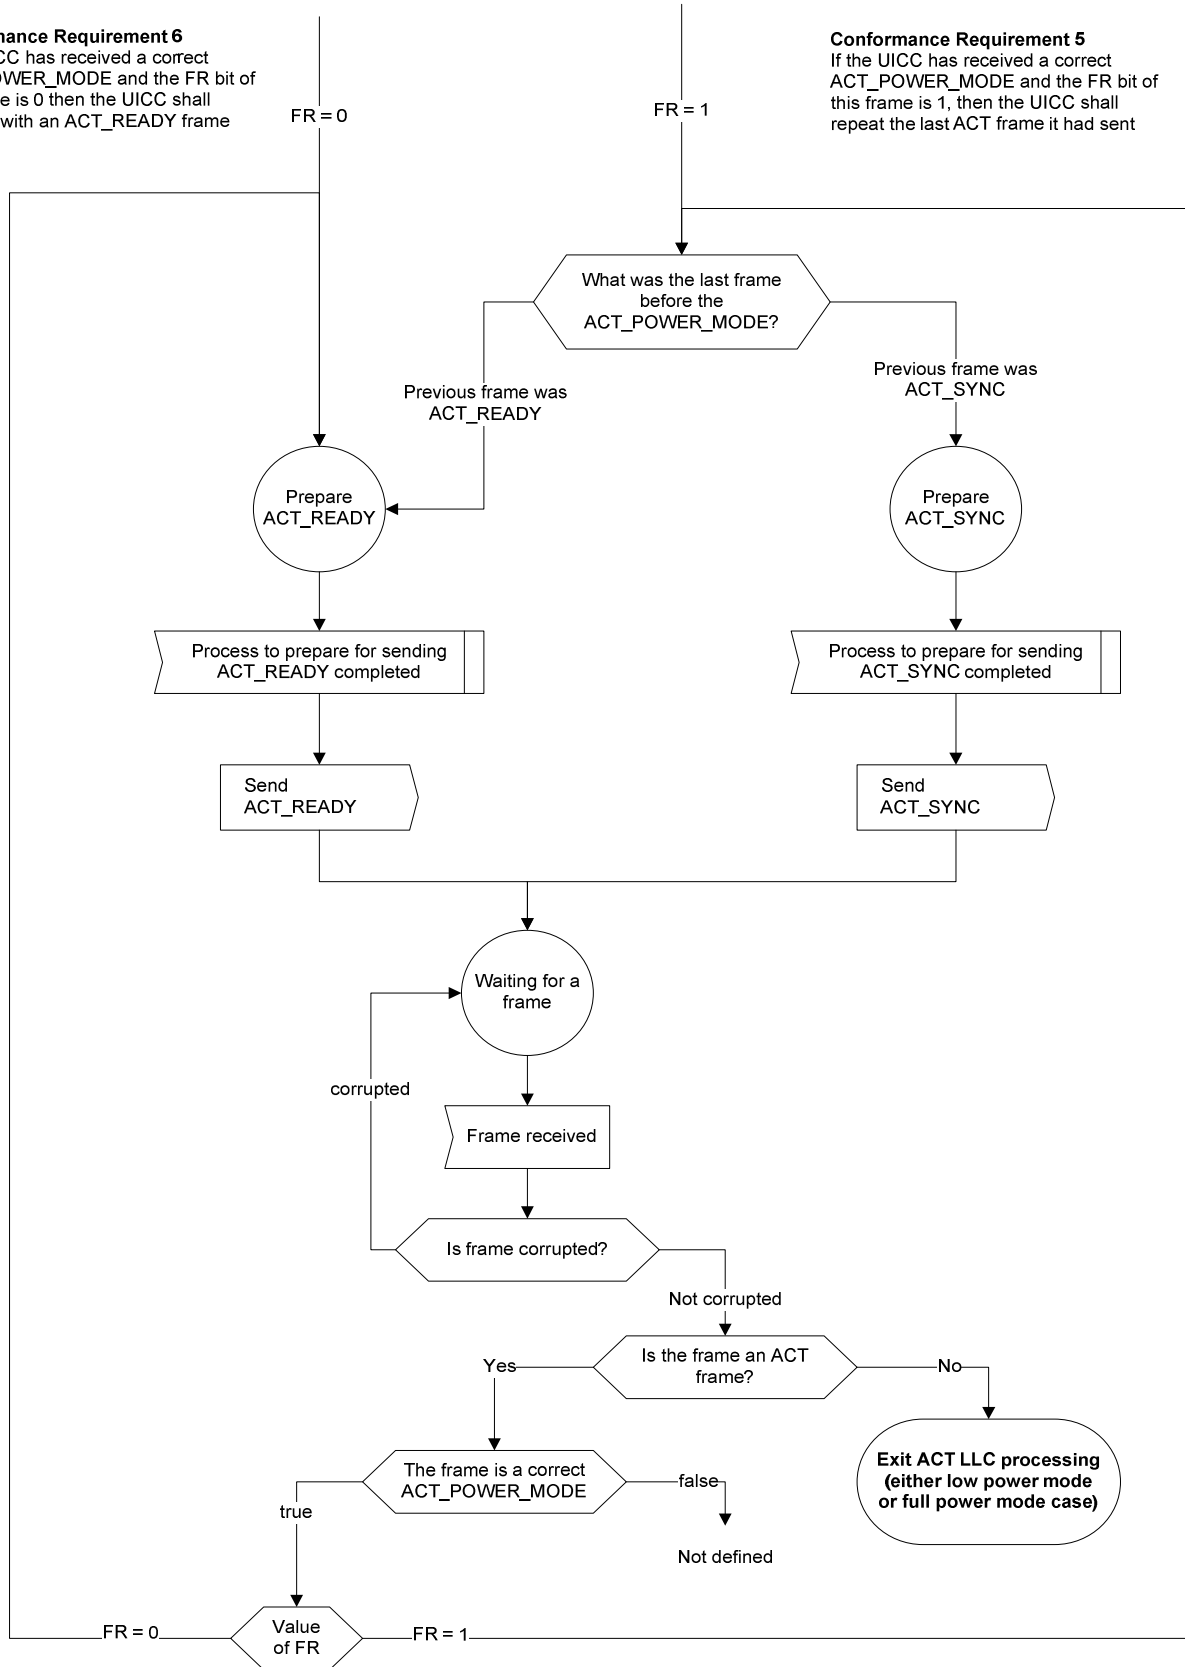 nance Requirement 6
CC has received a correct
OWER_MODE and the FR bit of
e is 0 then the UICC shall
with an ACT_READY frame
FR = 0
FR = 1
Conformance Requirement 5
If the UICC has received a correct
ACT_POWER_MODE and the FR bit of
this frame is 1, then the UICC shall
repeat the last ACT frame it had sent
What was the last frame
before the
ACT_POWER_MODE?
Previous frame was
ACT_READY
Previous frame was
ACT_SYNC
Prepare
ACT_READY
Prepare
ACT_SYNC
Process to prepare for sending
ACT_READY completed
Process to prepare for sending
ACT_SYNC completed
Send
ACT_READY
Send
ACT_SYNC
Waiting for a
frame
corrupted
Frame received
Is frame corrupted?
Not corrupted
Is the frame an ACT
frame?
Yes
No
The frame is a correct
ACT_POWER_MODE
false
true
Exit ACT LLC processing
(either low power mode
or full power mode case)
Not defined
FR = 0
Value
of FR
FR = 1